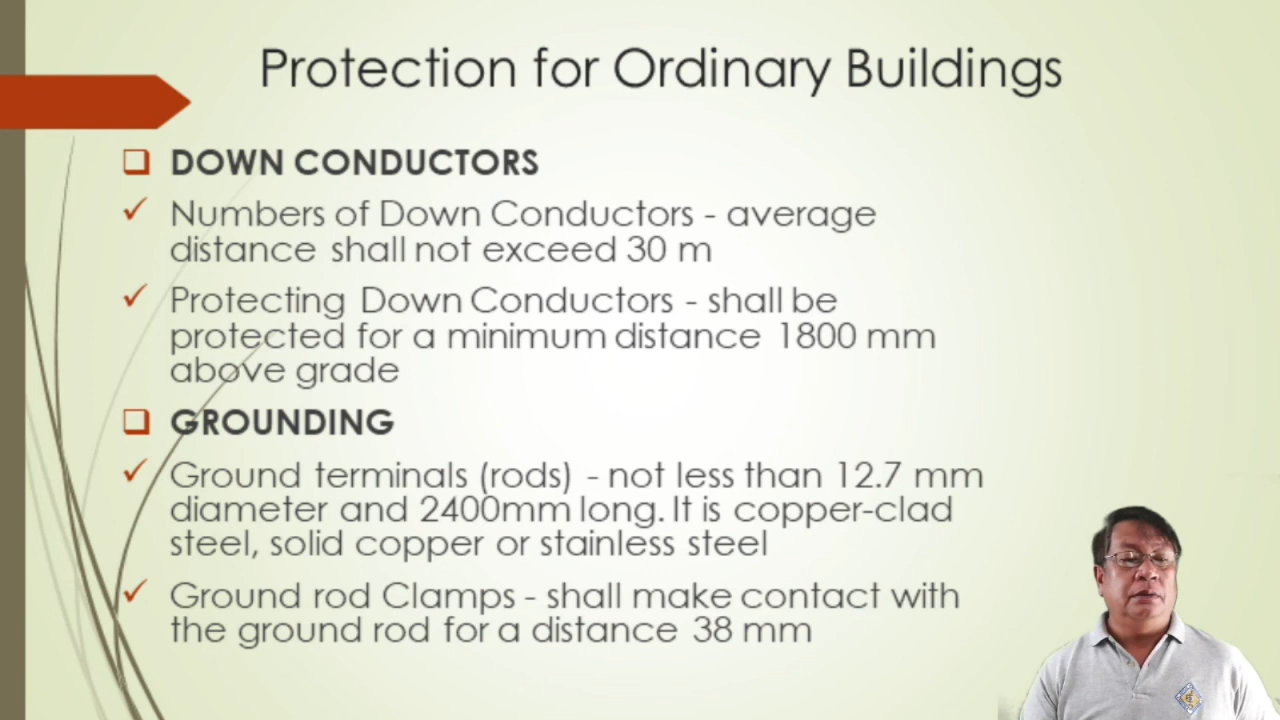 Protection for Ordinary Buildings
DOWN CONDUCTORS
Numbers of Down Conductors - average
distance shall not exceed 30 m
Protecting Down Conductors - shall be
protected for a minimum distance 1800 mm
above grade
GROUNDING
Ground terminals (rods) - not less than 12.7 mm
diameter and 2400mm long. It is copper-clad
steel, solid copper or stainless steel
Ground rod Clamps - shall make contact with
the ground rod for a distance 38 mm